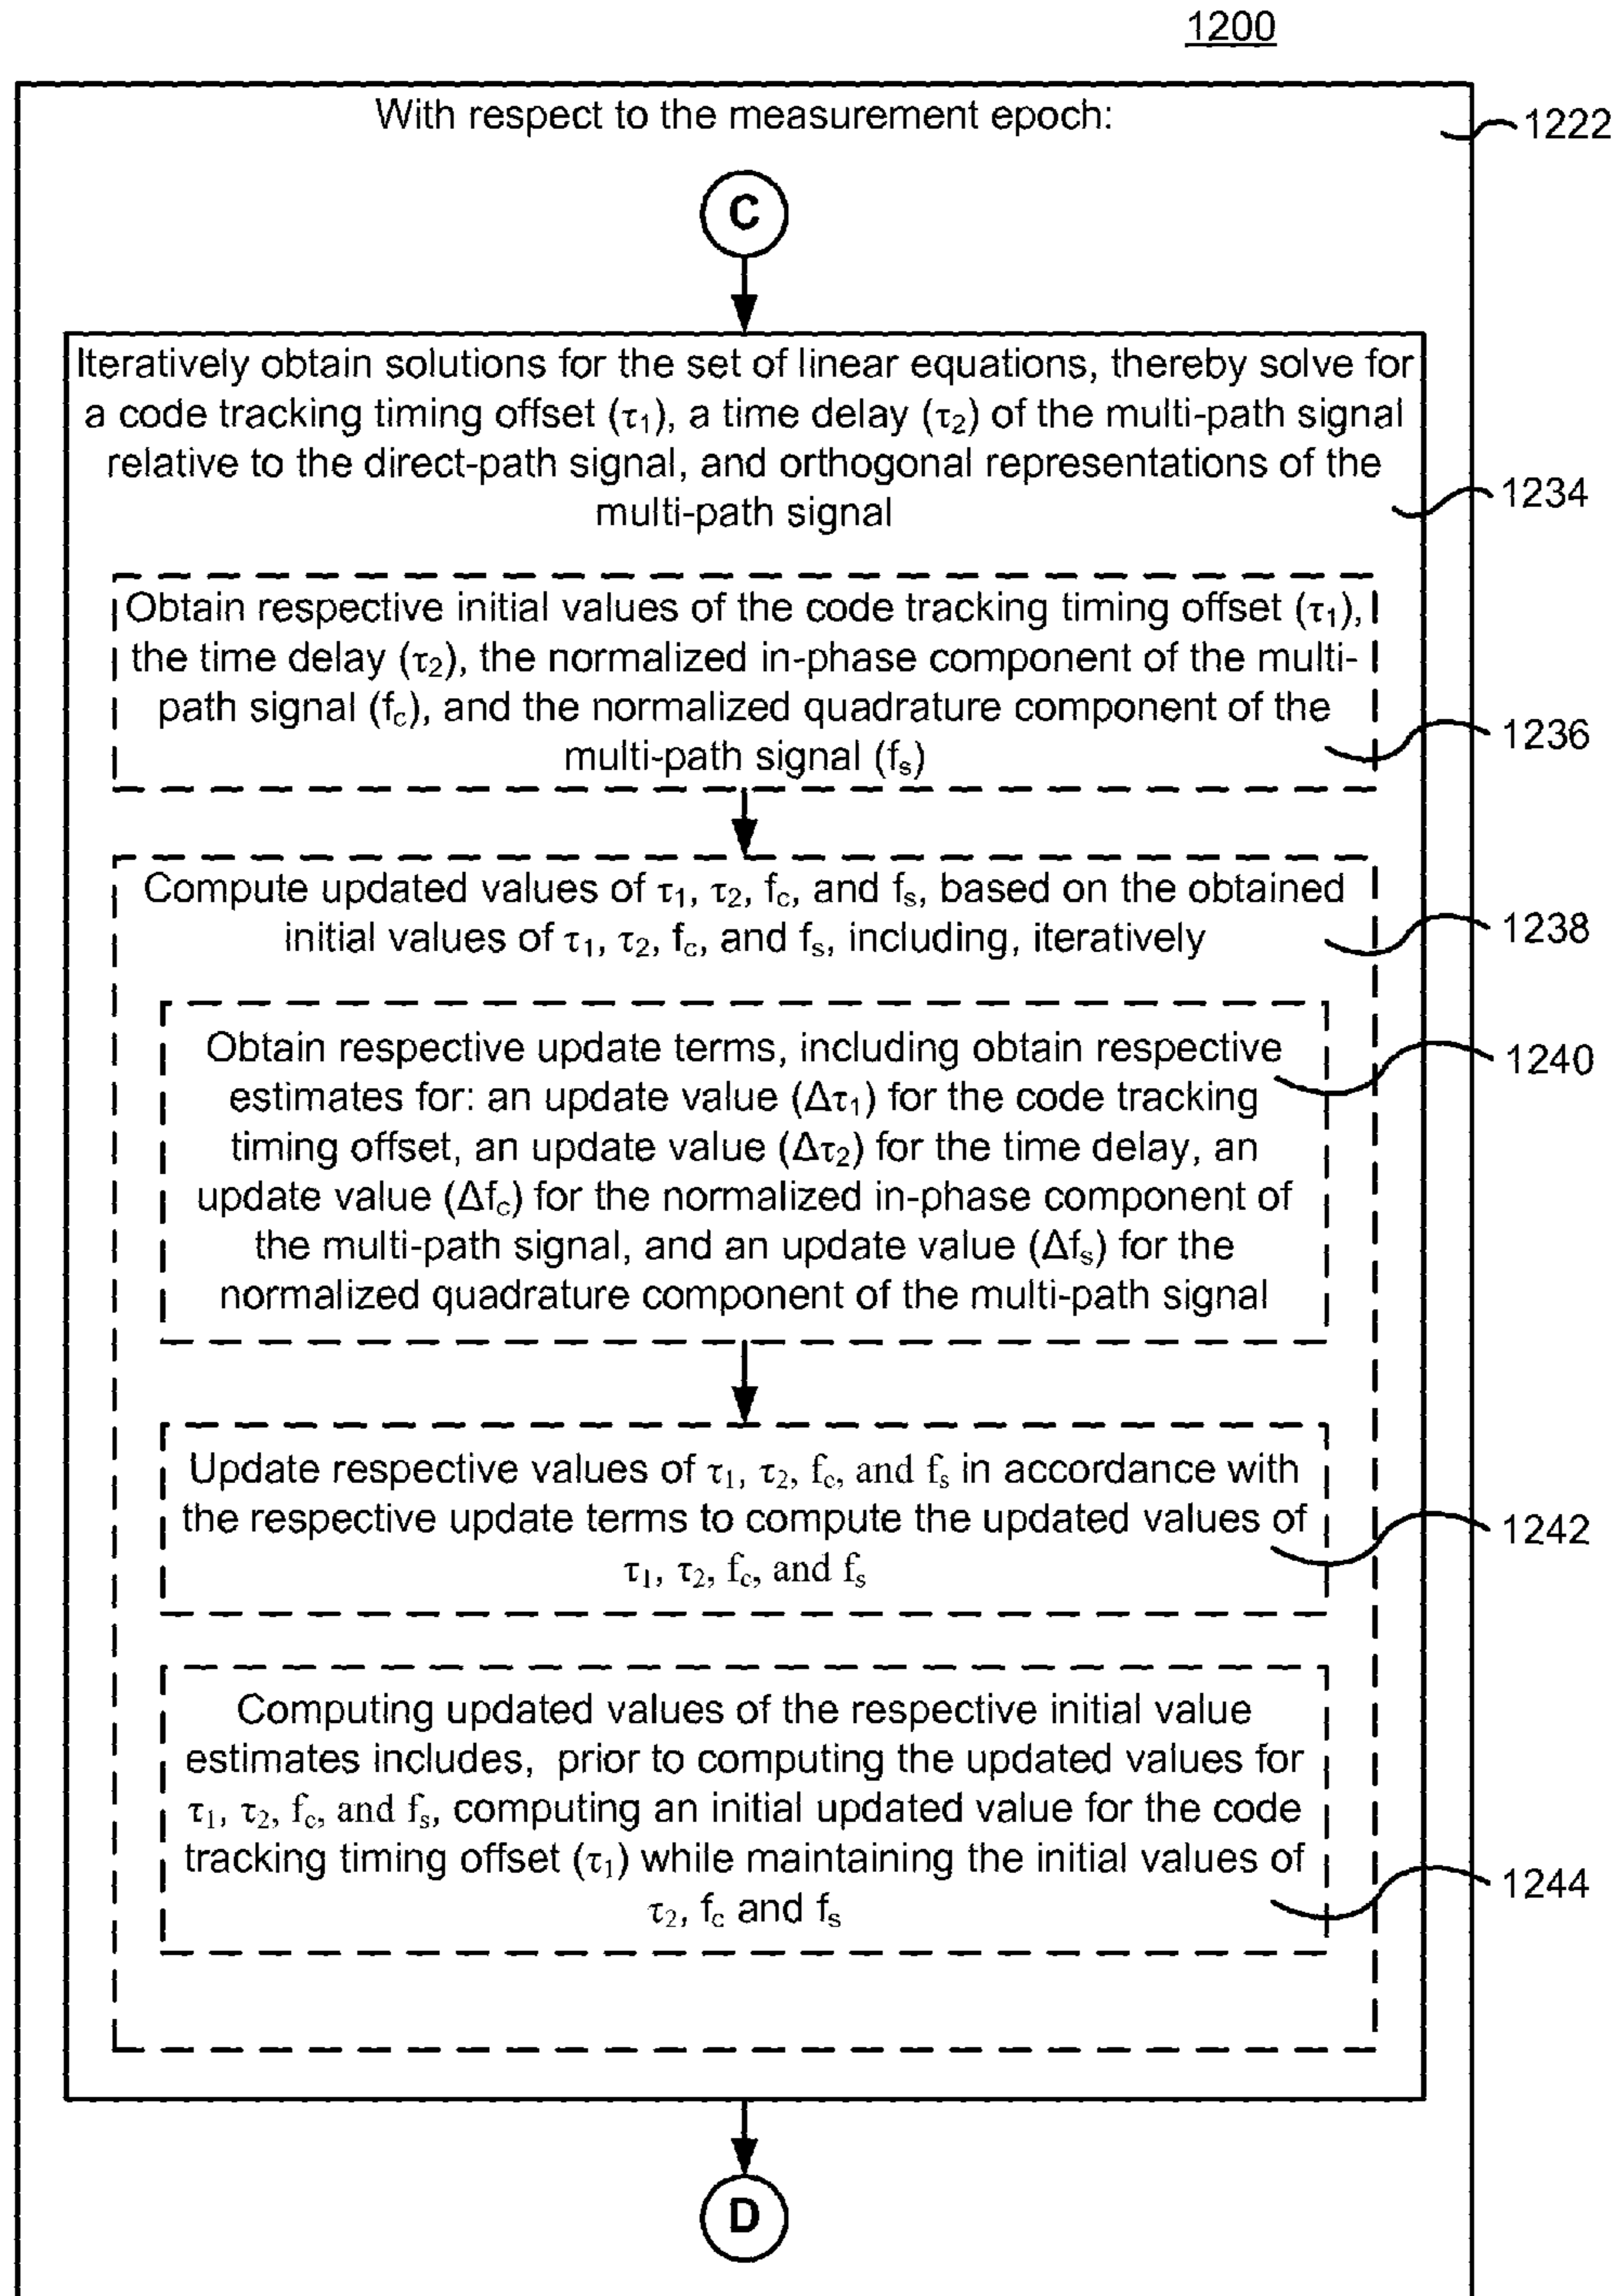 1200
With respect to the measurement epoch:
1222
C
Iteratively obtain solutions for the set of linear equations, thereby solve for
a code tracking timing offset (τ₁), a time delay (τ₂) of the multi-path signal
relative to the direct-path signal, and orthogonal representations of the
multi-path signal
1234
Obtain respective initial values of the code tracking timing offset (τ₁),
the time delay (τ₂), the normalized in-phase component of the multi-
path signal (f_c), and the normalized quadrature component of the
multi-path signal (fₛ)
1236
Compute updated values of τ₁, τ₂, f_c, and fₛ, based on the obtained
initial values of τ₁, τ₂, f_c, and fₛ, including, iteratively
1238
Obtain respective update terms, including obtain respective
estimates for: an update value (Δτ₁) for the code tracking
timing offset, an update value (Δτ₂) for the time delay, an
update value (Δf_c) for the normalized in-phase component of
the multi-path signal, and an update value (Δfₛ) for the
normalized quadrature component of the multi-path signal
1240
Update respective values of τ₁, τ₂, f_c, and fₛ in accordance with
the respective update terms to compute the updated values of
τ₁, τ₂, f_c, and fₛ
1242
Computing updated values of the respective initial value
estimates includes, prior to computing the updated values for
τ₁, τ₂, f_c, and fₛ, computing an initial updated value for the code
tracking timing offset (τ₁) while maintaining the initial values of
τ₂, f_c and fₛ
1244
D